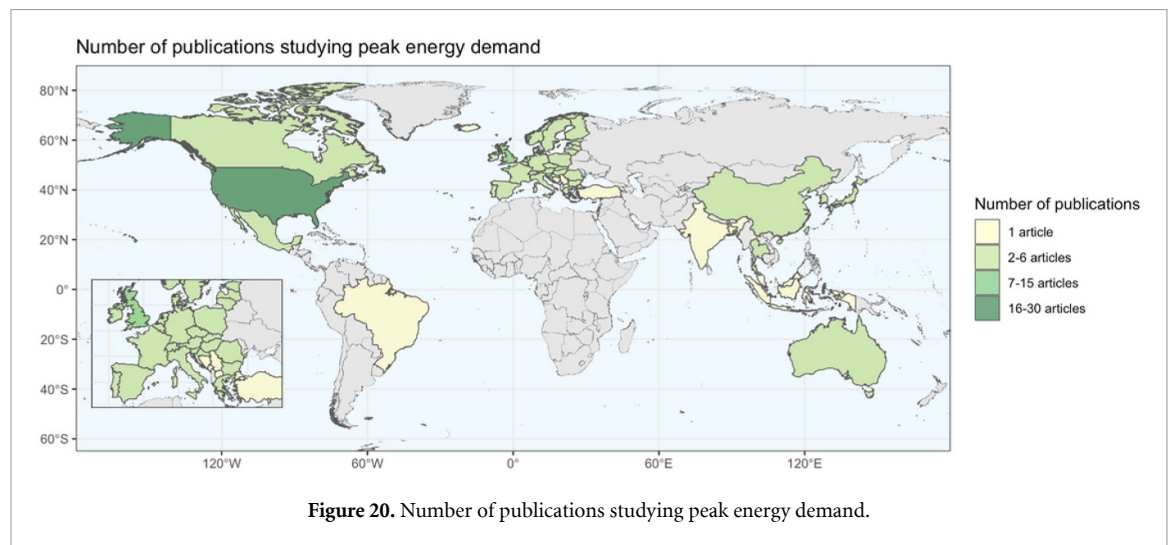 Number of publications studying peak energy demand
80°N
60°N
40°N
20°N
0°
20°S
40°S
60°S
120°W
60°W
0°
60°E
120°E
Number of publications
1 article
2-6 articles
7-15 articles
16-30 articles
Figure 20. Number of publications studying peak energy demand.